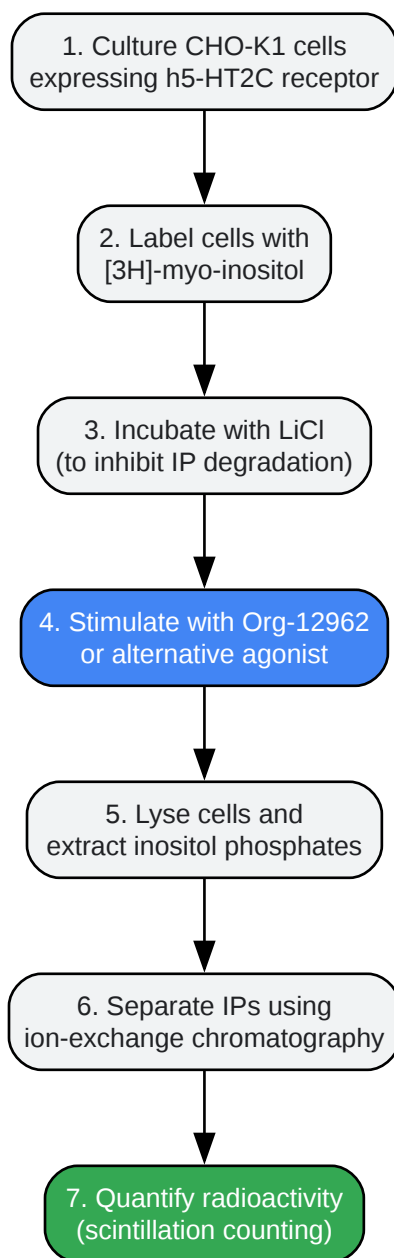 1. Culture CHO-K1 cells
expressing h5-HT2C receptor
2. Label cells with
[3H]-myo-inositol
3. Incubate with LiCl
(to inhibit IP degradation)
4. Stimulate with Org-12962
or alternative agonist
5. Lyse cells and
extract inositol phosphates
6. Separate IPs using
ion-exchange chromatography
7. Quantify radioactivity
(scintillation counting)